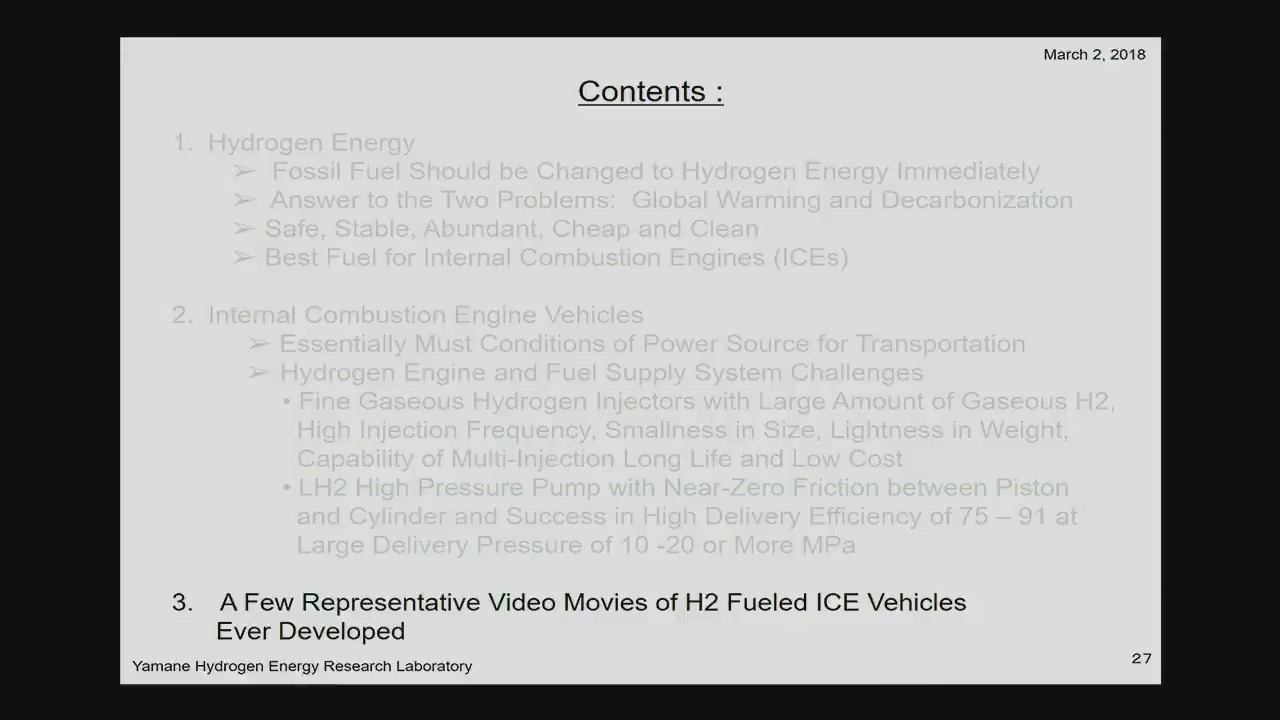 March 2, 2018
Contents :
1. Hydrogen Energy
➢ Fossil Fuel Should be Changed to Hydrogen Energy Immediately
➢ Answer to the Two Problems: Global Warming and Decarbonization
➢ Safe, Stable, Abundant, Cheap and Clean
➢ Best Fuel for Internal Combustion Engines (ICEs)
2. Internal Combustion Engine Vehicles
➢ Essentially Must Conditions of Power Source for Transportation
➢ Hydrogen Engine and Fuel Supply System Challenges
• Fine Gaseous Hydrogen Injectors with Large Amount of Gaseous H2,
High Injection Frequency, Smallness in Size, Lightness in Weight,
Capability of Multi-Injection Long Life and Low Cost
• LH2 High Pressure Pump with Near-Zero Friction between Piston
and Cylinder and Success in High Delivery Efficiency of 75 – 91 at
Large Delivery Pressure of 10 -20 or More MPa
3. A Few Representative Video Movies of H2 Fueled ICE Vehicles
Ever Developed
Yamane Hydrogen Energy Research Laboratory
27